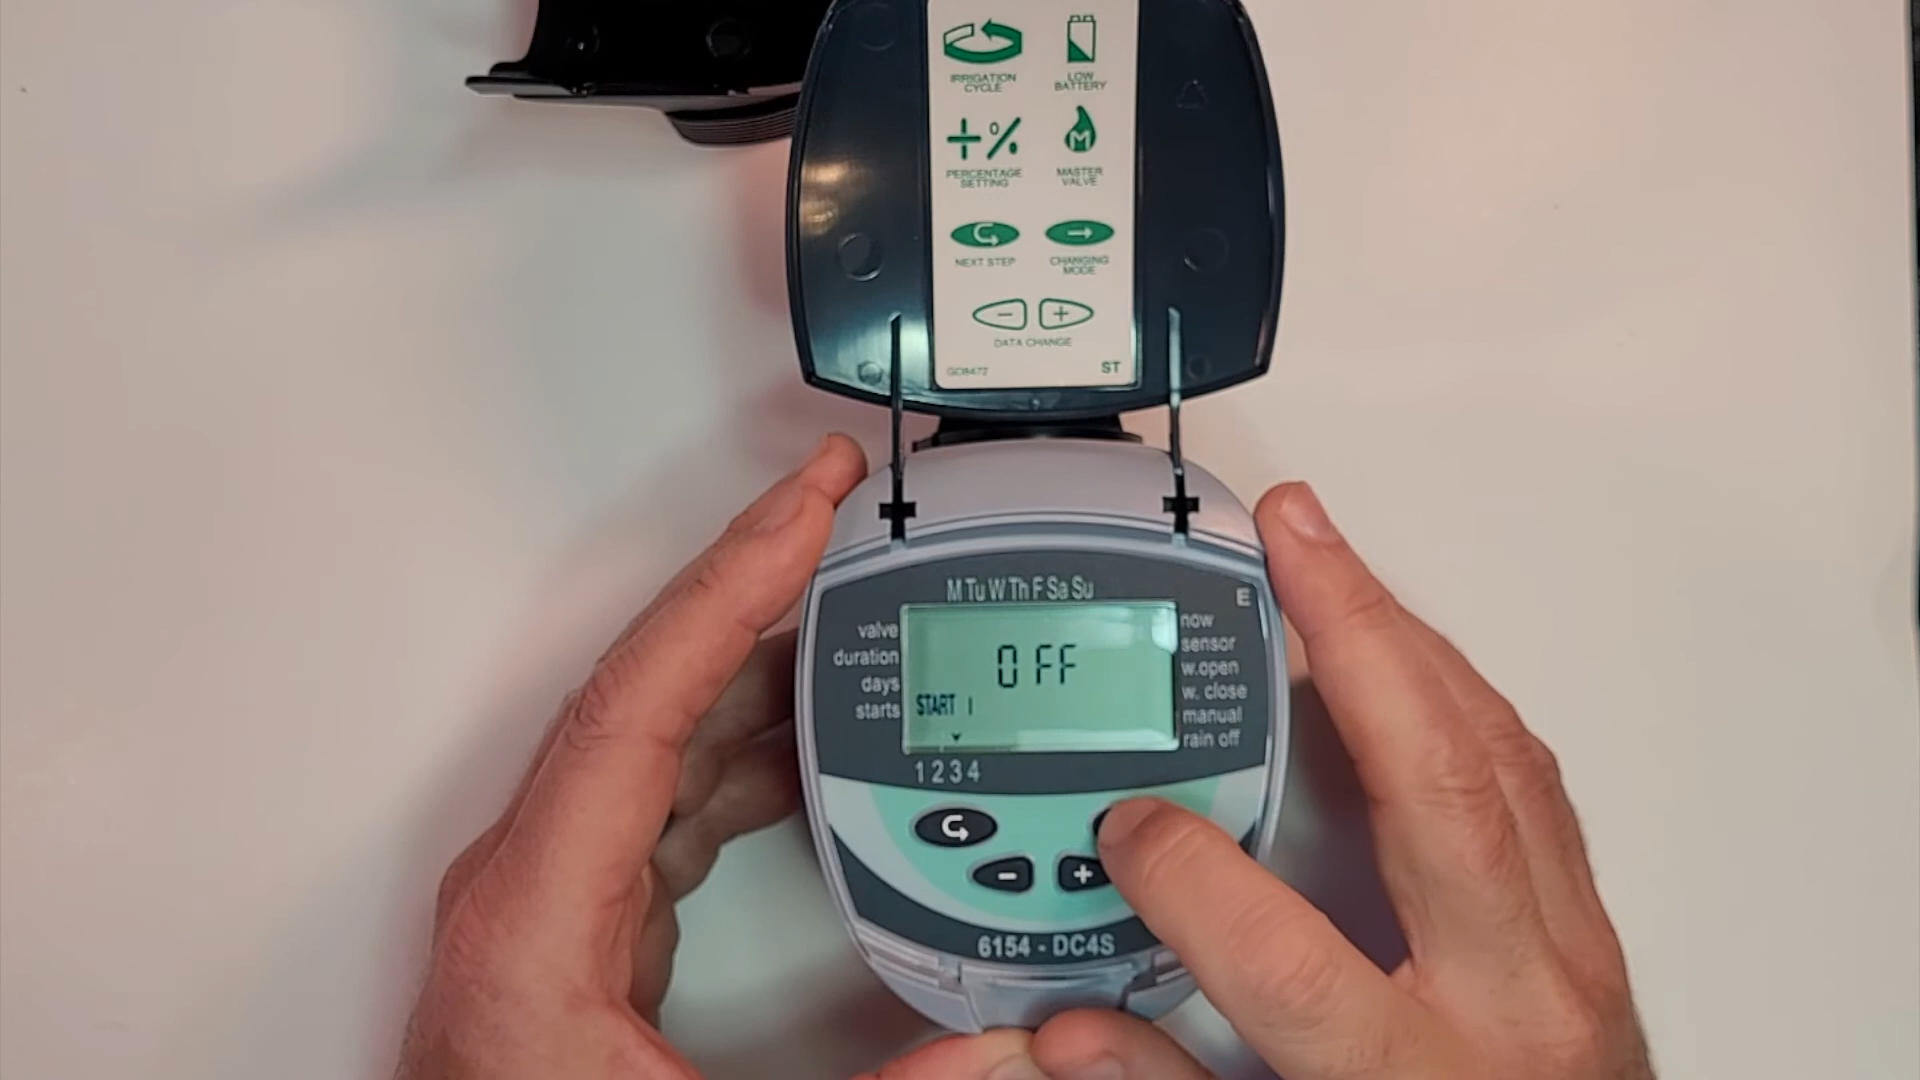 IRRIGATION
CYCLE
LOW
BATTERY
+%
M
PERCENTAGE
SETTING
MASTER
VALVE
NEXT STEP
CHANGING
MODE
- +
DATA CHANGE
GD8472
ST
M Tu W Th F Sa Su
E
valve
duration
days
starts
OFF
START 1
now
sensor
w.open
w. close
manual
rain off
1 2 3 4
- +
6154 - DC4S